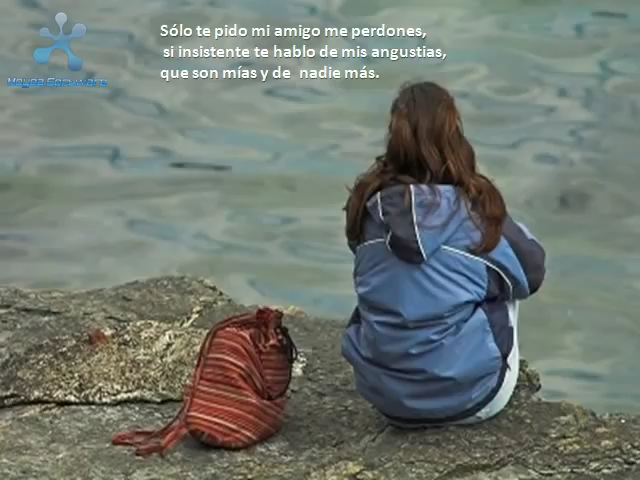 Sólo te pido mi amigo me perdones,
si insistente te hablo de mis angustias,
que son mías y de nadie más.